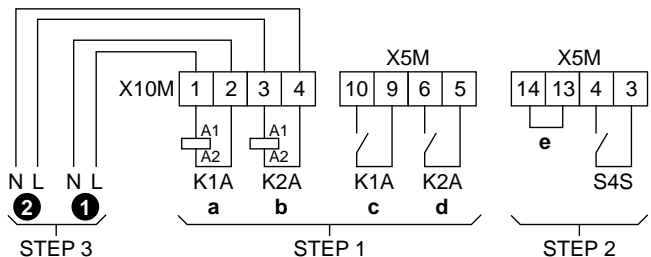 X5M X5M
X10M 1 2 3 4 10 9 6 5 14 13 4 3
A1 A1 e
A2 A2
N L N L K1A K2A K1A K2A S4S
2 1 a b c d
STEP 3 STEP 1 STEP 2